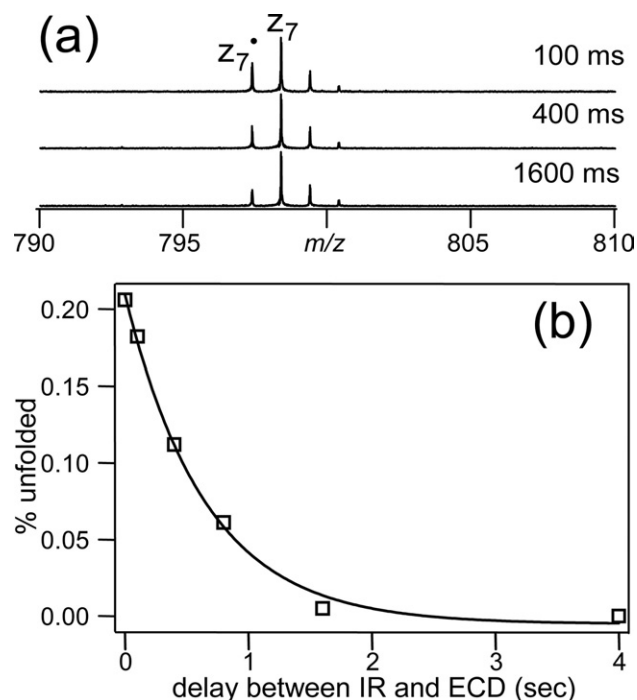 (a)
z7• z7
100 ms
400 ms
1600 ms
790 795 m/z 805 810
(b)
% unfolded
0.20
0.15
0.10
0.05
0.00
0 1 2 3 4
delay between IR and ECD (sec)